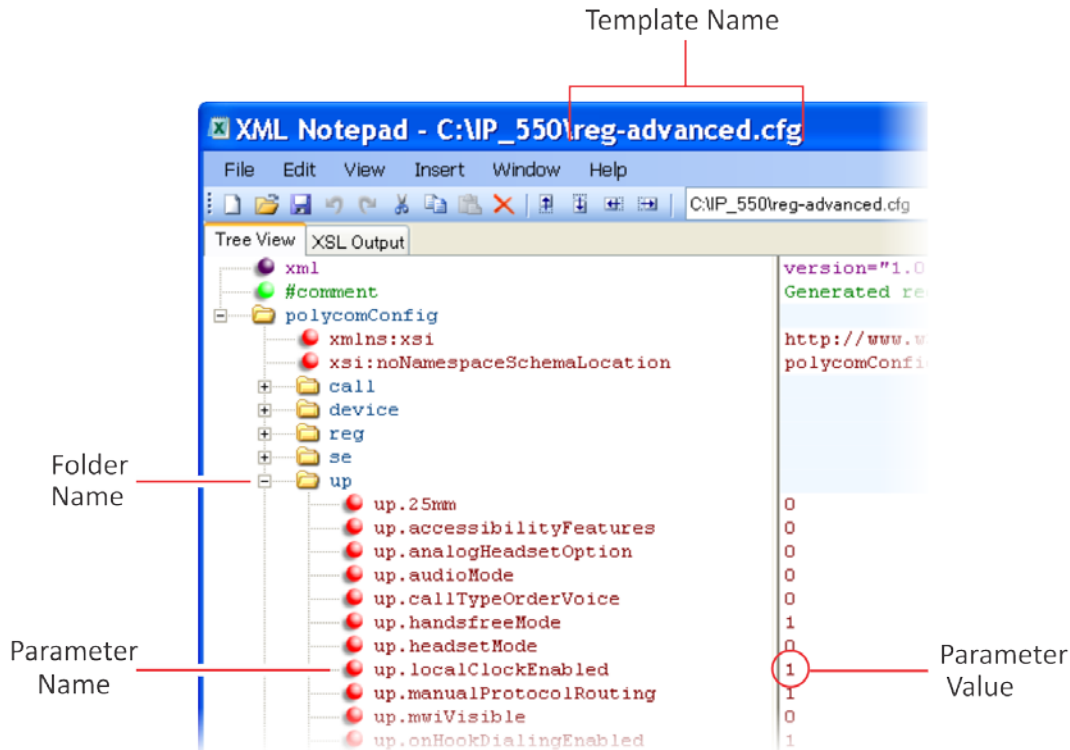 Template Name
XML Notepad - C:\IP_550\reg-advanced.cfg
File Edit View Insert Window Help
C:\IP_550\reg-advanced.cfg
Tree View XSL Output
xml version="1.0
#comment Generated re
polycomConfig
xmlns:xsi http://www.w
xsi:noNamespaceSchemaLocation polycomConfi
call
device
reg
se
up
Folder Name
up.25mm 0
up.accessibilityFeatures 0
up.analogHeadsetOption 0
up.audioMode 0
up.callTypeOrderVoice 0
up.handsfreeMode 1
up.headsetMode 0
up.localClockEnabled 1
Parameter Name
Parameter Value
up.manualProtocolRouting 1
up.mwiVisible 0
up.onHookDialingEnabled 1